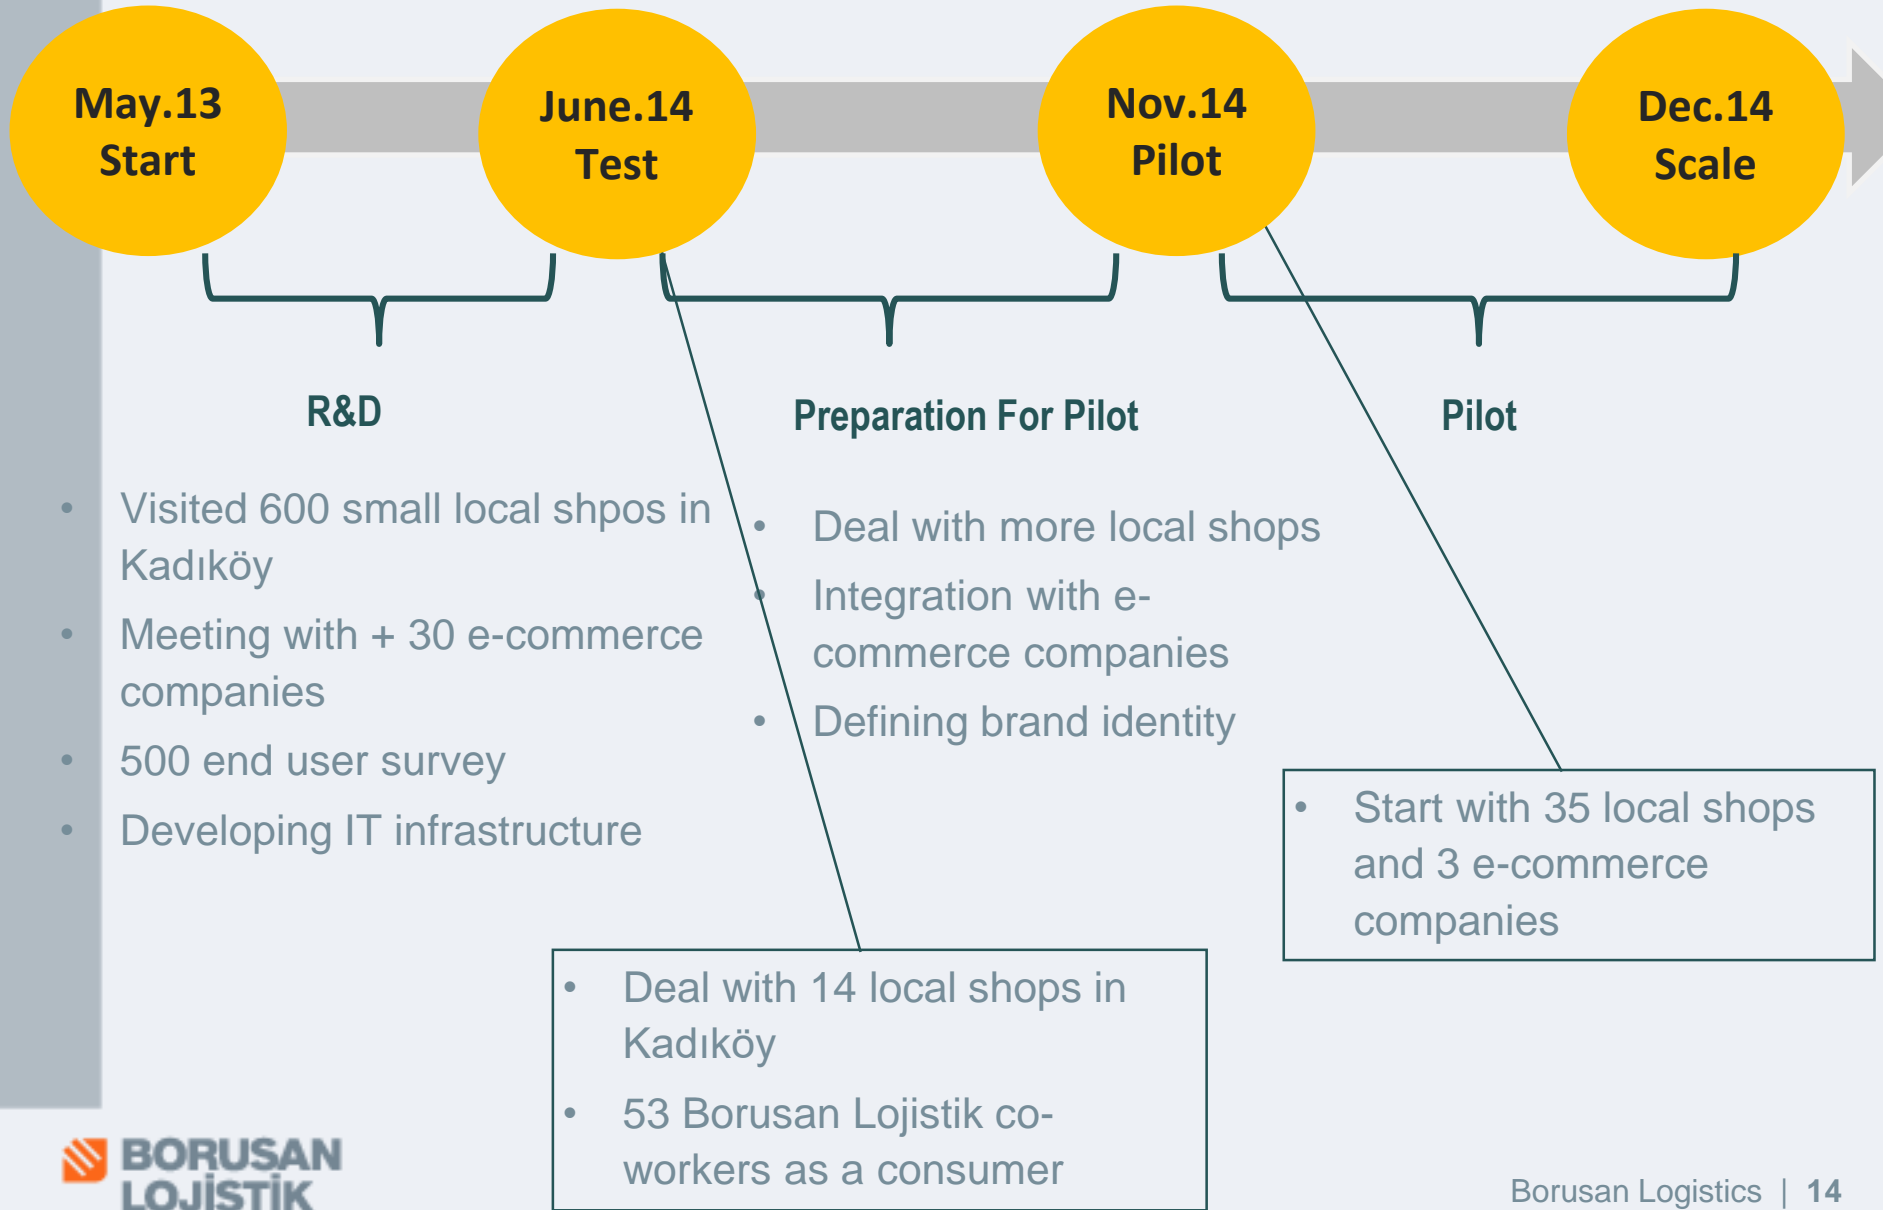 May.13
Start
June.14
Test
Nov.14
Pilot
Dec.14
Scale
R&D
Preparation For Pilot
Pilot
• Visited 600 small local shpos in
Kadıköy
• Meeting with + 30 e-commerce
companies
• 500 end user survey
• Developing IT infrastructure
• Deal with more local shops
• Integration with e-
commerce companies
• Defining brand identity
• Start with 35 local shops
and 3 e-commerce
companies
• Deal with 14 local shops in
Kadıköy
• 53 Borusan Lojistik co-
workers as a consumer
BORUSAN
LOJİSTİK
Borusan Logistics | 14